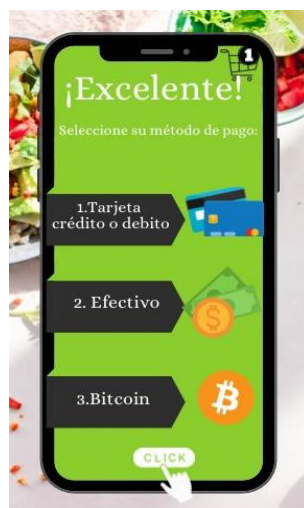 1
¡Excelente!
Seleccione su método de pago:
1.Tarjeta
crédito o debito
2. Efectivo
3.Bitcoin
CLICK